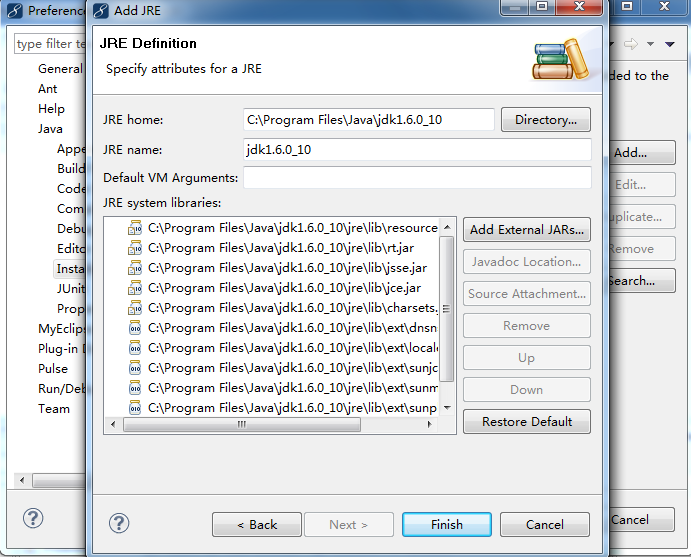 Preferenc
Add JRE
type filter te
General
Ant
Help
Java
Appe
Build
Code
Com
Debu
Edito
Insta
JUnit
Prop
MyEclips
Plug-in D
Pulse
Run/Deb
Team
JRE Definition
Specify attributes for a JRE
JRE home:
C:\Program Files\Java\jdk1.6.0_10
Directory...
JRE name:
jdk1.6.0_10
Default VM Arguments:
JRE system libraries:
C:\Program Files\Java\jdk1.6.0_10\jre\lib\resource
C:\Program Files\Java\jdk1.6.0_10\jre\lib\rt.jar
C:\Program Files\Java\jdk1.6.0_10\jre\lib\jsse.jar
C:\Program Files\Java\jdk1.6.0_10\jre\lib\jce.jar
C:\Program Files\Java\jdk1.6.0_10\jre\lib\charsets.
C:\Program Files\Java\jdk1.6.0_10\jre\lib\ext\dnsn
C:\Program Files\Java\jdk1.6.0_10\jre\lib\ext\locale
C:\Program Files\Java\jdk1.6.0_10\jre\lib\ext\sunjc
C:\Program Files\Java\jdk1.6.0_10\jre\lib\ext\sunm
C:\Program Files\Java\jdk1.6.0_10\jre\lib\ext\sunp
Add External JARs...
Javadoc Location...
Source Attachment...
Remove
Up
Down
Restore Default
< Back
Next >
Finish
Cancel
ded to the
Add...
Edit...
uplicate...
Remove
Search...
Cancel